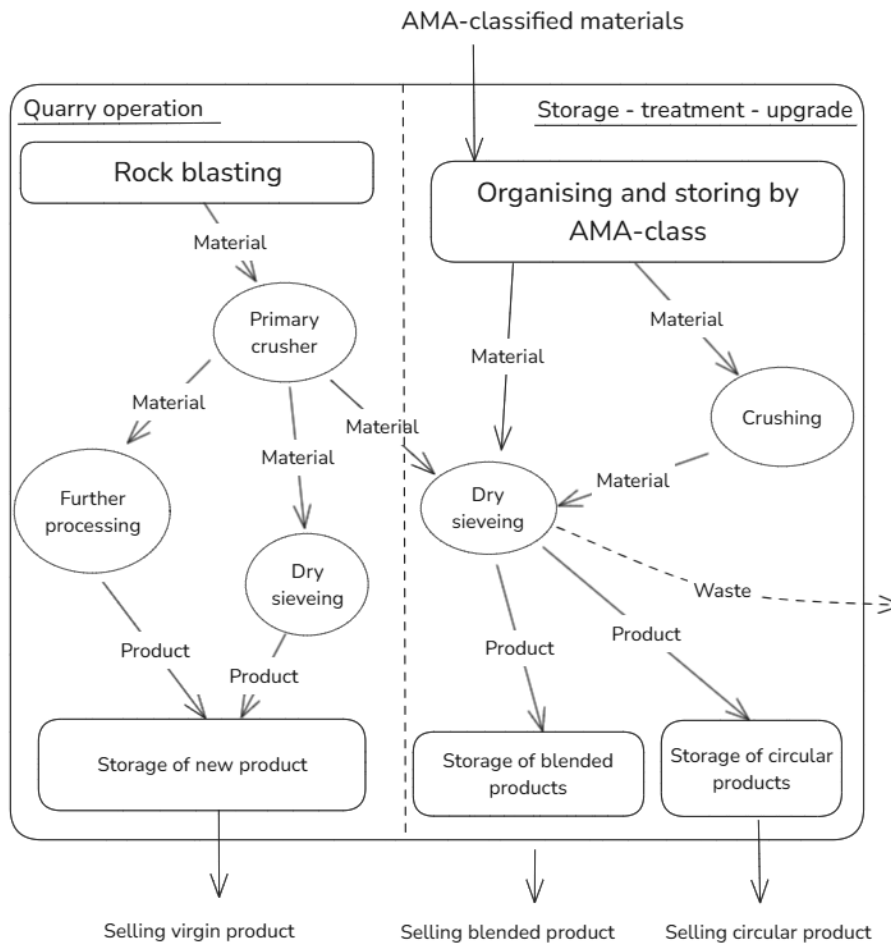 AMA-classified materials
Quarry operation
Storage - treatment - upgrade
Rock blasting
Organising and storing by
AMA-class
Material
Material
Primary
crusher
Material
Material
Crushing
Material
Material
Material
Material
Further
processing
Dry
sieveing
Dry
sieveing
Waste
Product
Product
Product
Product
Storage of new product
Storage of blended
products
Storage of circular
products
Selling virgin product
Selling blended product
Selling circular product